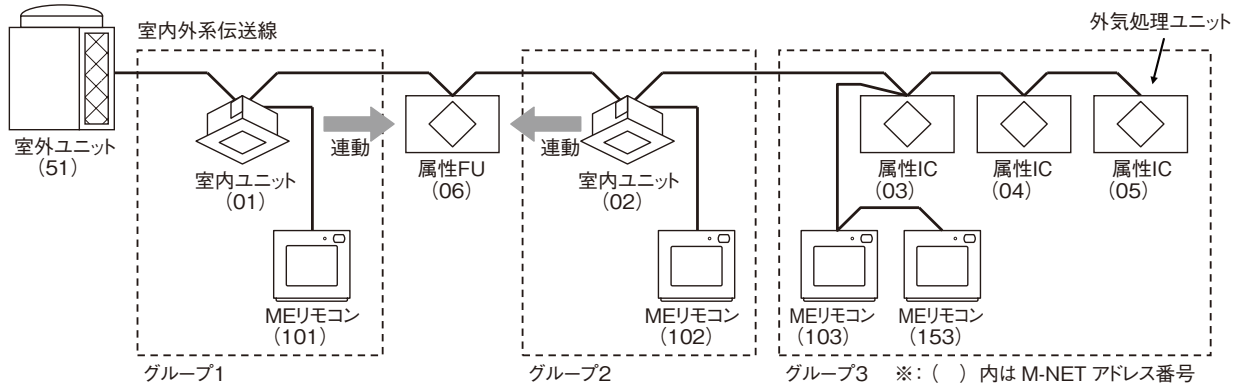 外気処理ユニット
室内外系伝送線
室外ユニット
(51)
室内ユニット
(01)
連動
属性FU
(06)
連動
室内ユニット
(02)
属性IC
(03)
属性IC
(04)
属性IC
(05)
MEリモコン
(101)
MEリモコン
(102)
MEリモコン
(103)
MEリモコン
(153)
グループ1
グループ2
グループ3
※:( )内は M-NET アドレス番号